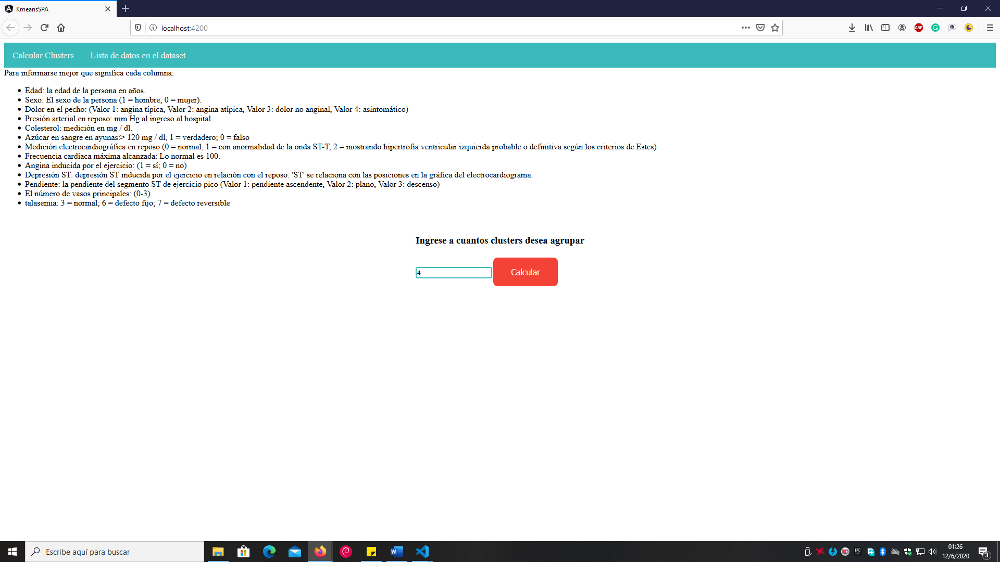 KmeansSPA
localhost:4200
ABP
Calcular Clusters Lista de datos en el dataset
Para informarse mejor que significa cada columna:
Edad: la edad de la persona en años.
Sexo: El sexo de la persona (1 = hombre, 0 = mujer).
Dolor en el pecho: (Valor 1: angina típica, Valor 2: angina atípica, Valor 3: dolor no anginal, Valor 4: asintomático)
Presión arterial en reposo: mm Hg al ingreso al hospital.
Colesterol: medición en mg / dl.
Azúcar en sangre en ayunas:> 120 mg / dl, 1 = verdadero; 0 = falso
Medición electrocardiográfica en reposo (0 = normal, 1 = con anormalidad de la onda ST-T, 2 = mostrando hipertrofia ventricular izquierda probable o definitiva según los criterios de Estes)
Frecuencia cardíaca máxima alcanzada: Lo normal es 100.
Angina inducida por el ejercicio: (1 = sí; 0 = no)
Depresión ST: depresión ST inducida por el ejercicio en relación con el reposo: 'ST' se relaciona con las posiciones en la gráfica del electrocardiograma.
Pendiente: la pendiente del segmento ST de ejercicio pico (Valor 1: pendiente ascendente, Valor 2: plano, Valor 3: descenso)
El número de vasos principales: (0-3)
talasemia: 3 = normal; 6 = defecto fijo; 7 = defecto reversible
Ingrese a cuantos clusters desea agrupar
4 Calcular
Escribe aquí para buscar
01:26
12/6/2020
3